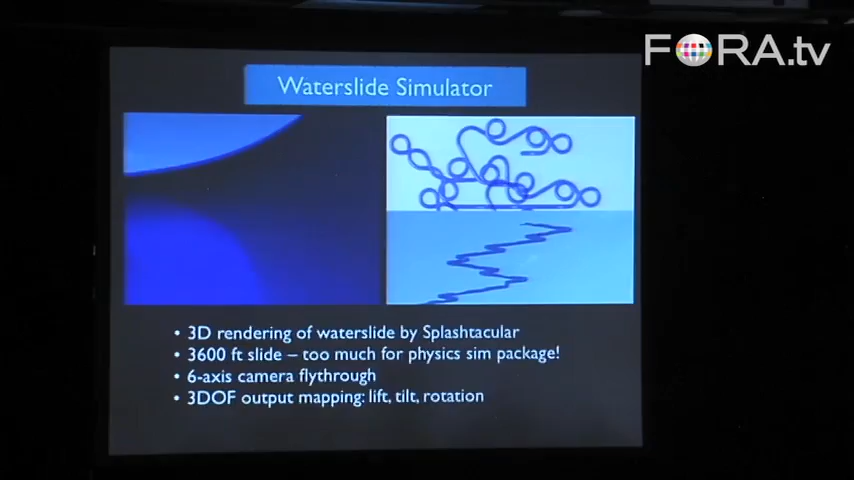 FORA.tv
Waterslide Simulator
• 3D rendering of waterslide by Splashtacular
• 3600 ft slide – too much for physics sim package!
• 6-axis camera flythrough
• 3DOF output mapping: lift, tilt, rotation